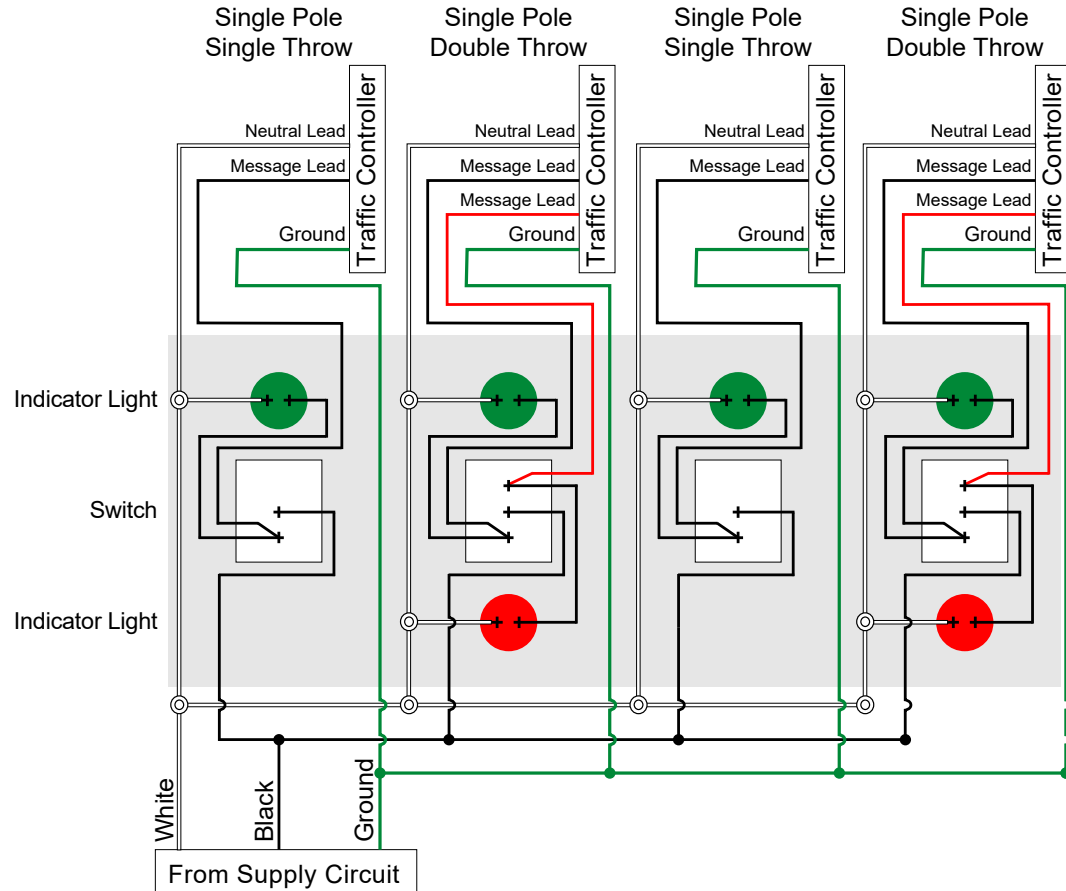 Single Pole
Single Throw
Single Pole
Double Throw
Single Pole
Single Throw
Single Pole
Double Throw
Neutral Lead
Message Lead
Ground
Traffic Controller
Neutral Lead
Message Lead
Message Lead
Ground
Traffic Controller
Neutral Lead
Message Lead
Ground
Traffic Controller
Neutral Lead
Message Lead
Message Lead
Ground
Traffic Controller
Indicator Light
Switch
Indicator Light
White
Black
Ground
From Supply Circuit